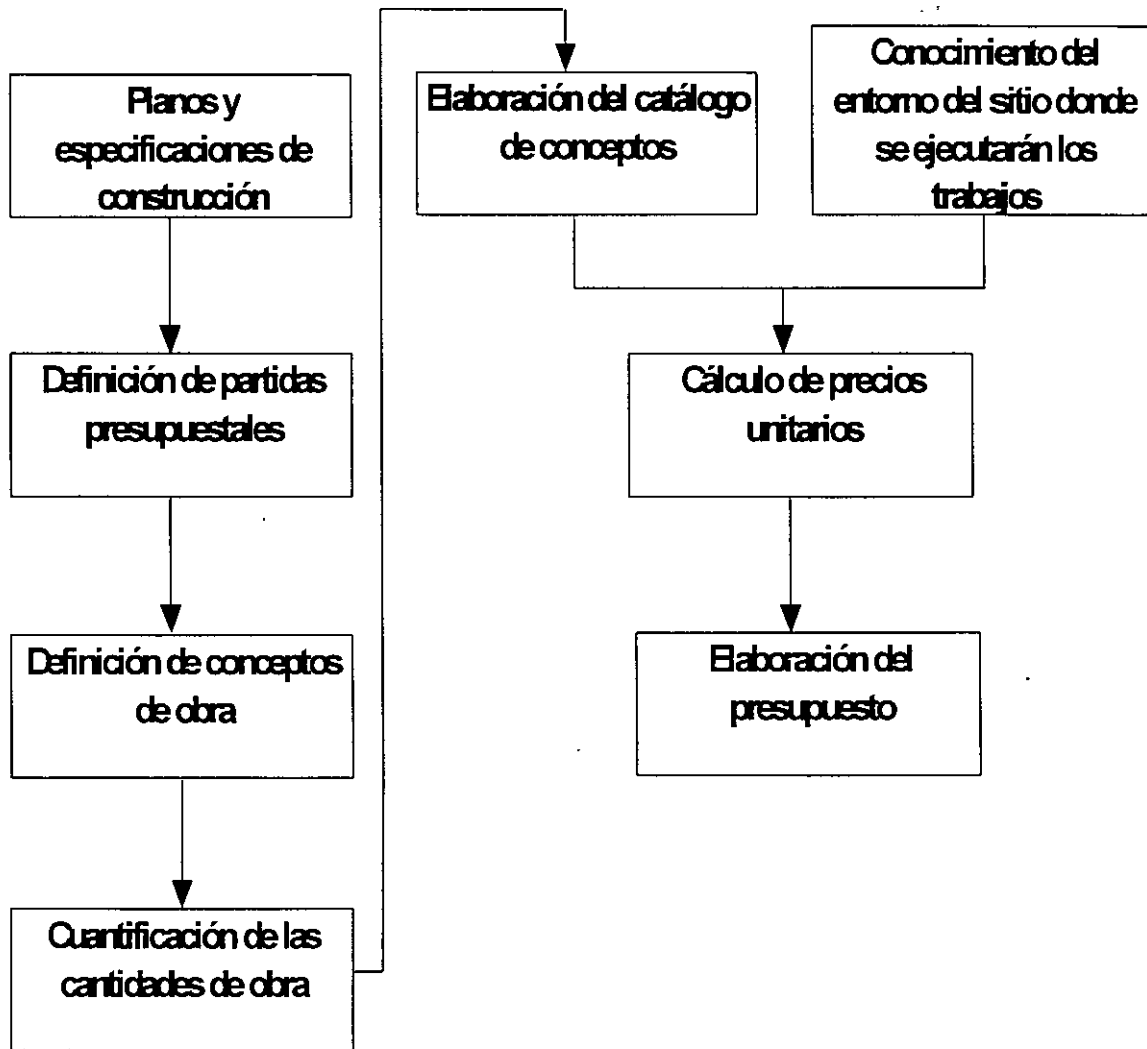 Planos y
especificaciones de
construcción
Definición de partidas
presupuestales
Definición de conceptos
de obra
Cuantificación de las
cantidades de obra
Elaboración del catálogo
de conceptos
Conocimiento del
entorno del sitio donde
se ejecutarán los
trabajos
Cálculo de precios
unitarios
Elaboración del
presupuesto